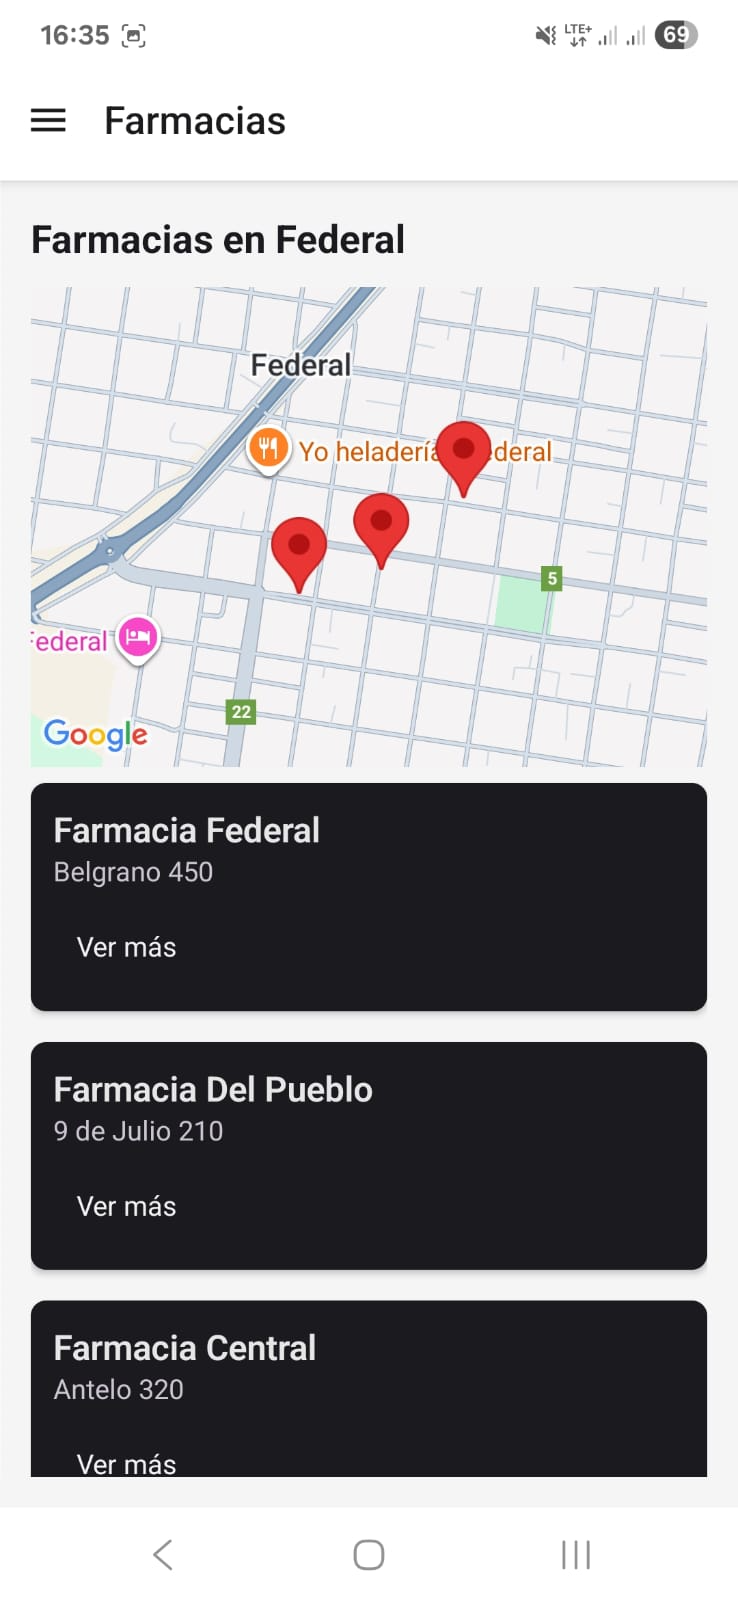 16:35
LTE+
69
Farmacias
Farmacias en Federal
Federal
Yo heladería
deral
5
ederal
22
Google
Farmacia Federal
Belgrano 450
Ver más
Farmacia Del Pueblo
9 de Julio 210
Ver más
Farmacia Central
Antelo 320
Ver más